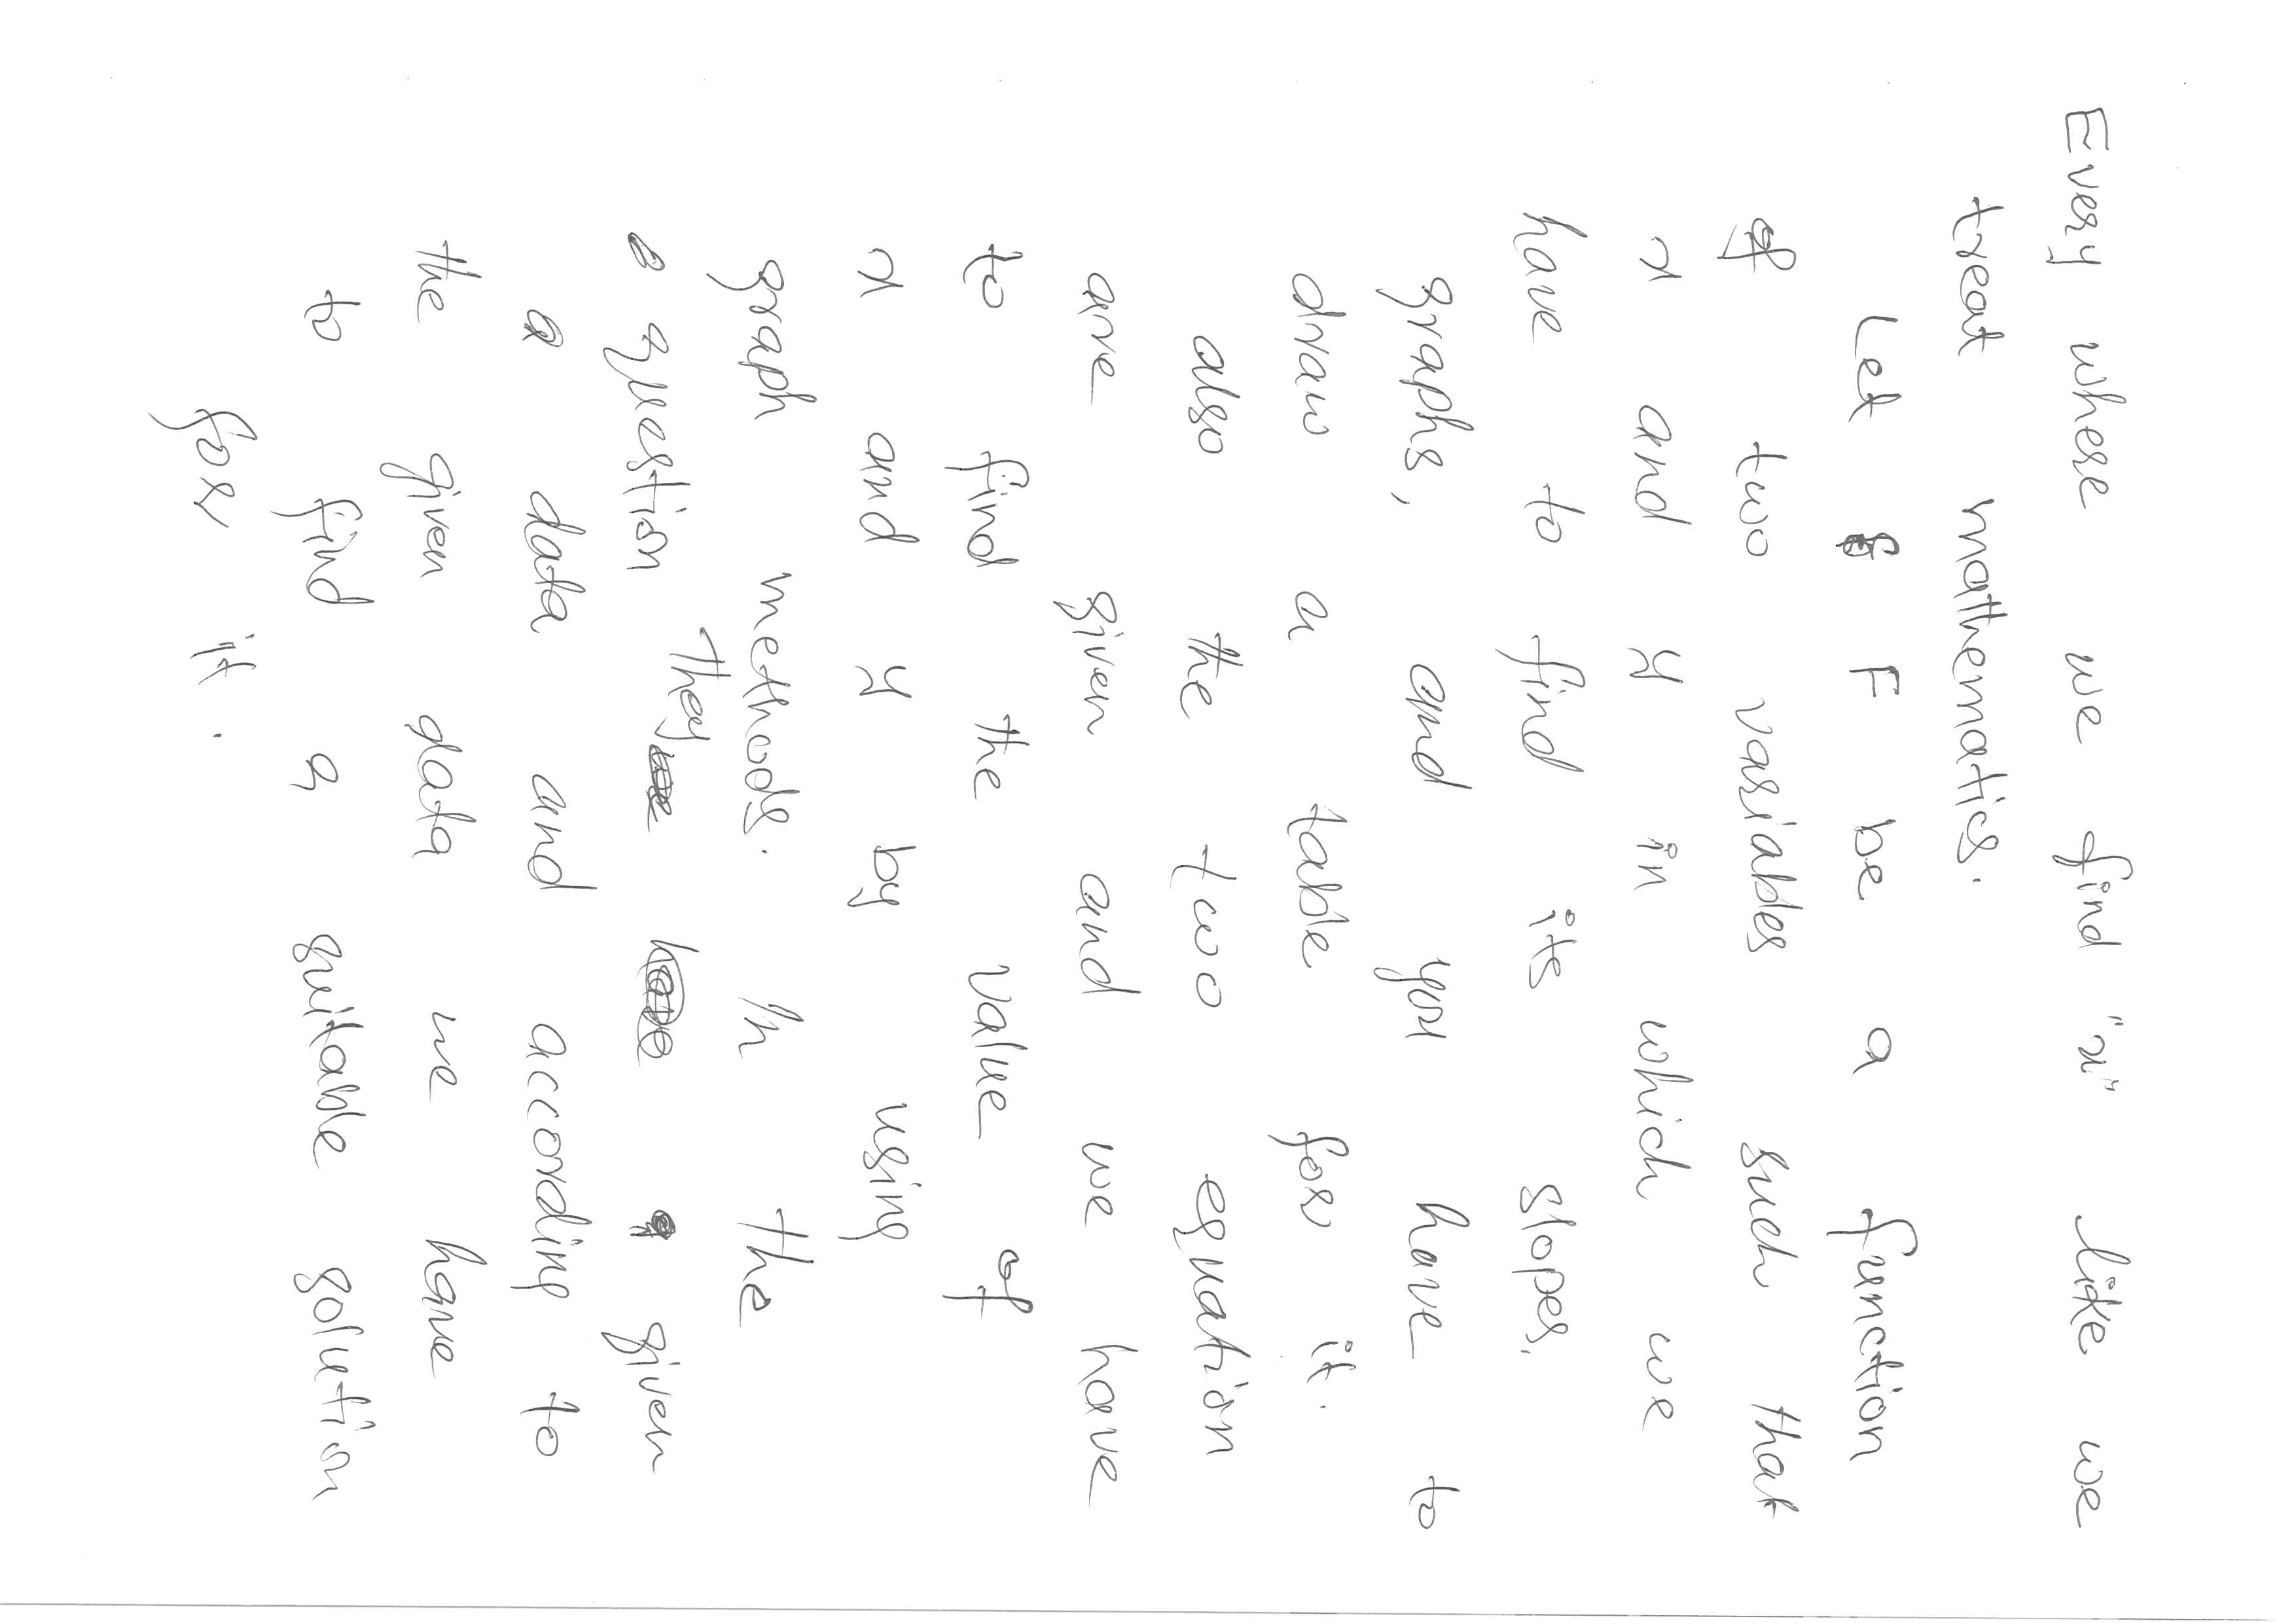 Every where we find "x" like we
treat mathematics.
Let F be a function
of two variables such that
x and y in which we
have to find its slopes,
graphs, and you have to
draw a table for it.
also the two equation
are given and we have
to find the value of
x and y by using
graph methods. In the
question They given
a data and according to
the given data we have
to find a suitable solution
for it.